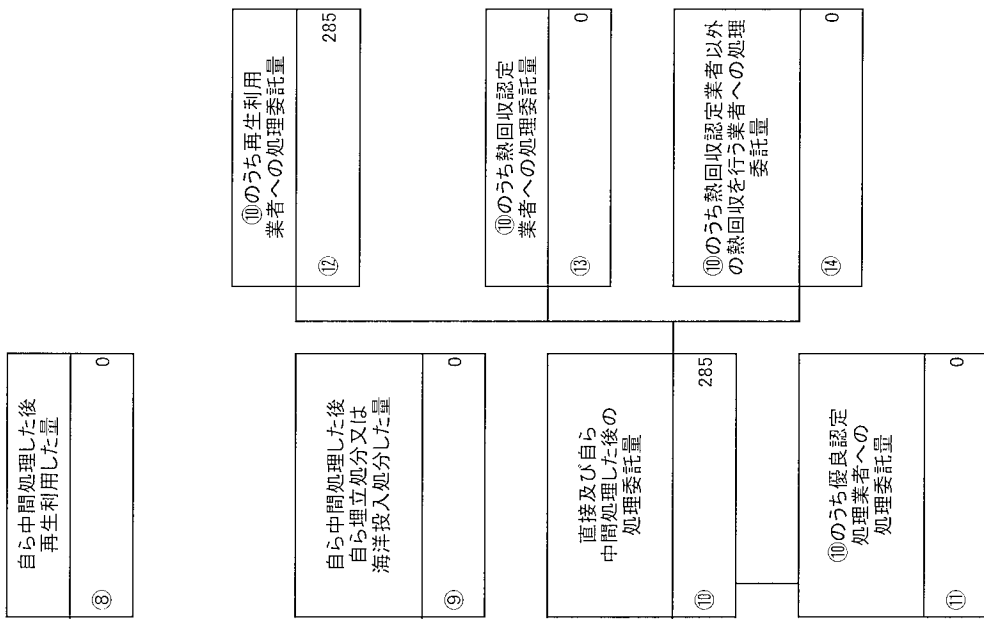 自ら中間処理した後
再生利用した量
⑧ 0
自ら中間処理した後
自ら埋立処分又は
海洋投入処分した量
⑨ 0
直接及び自ら
中間処理した後の
処理委託量
⑩ 285
⑩のうち優良認定
処理業者への
処理委託量
⑪ 0
⑩のうち再生利用
業者への処理委託量
⑫ 285
⑩のうち熱回収認定
業者への処理委託量
⑬ 0
⑩のうち熱回収認定業者以外
の熱回収を行う業者への処理
委託量
⑭ 0